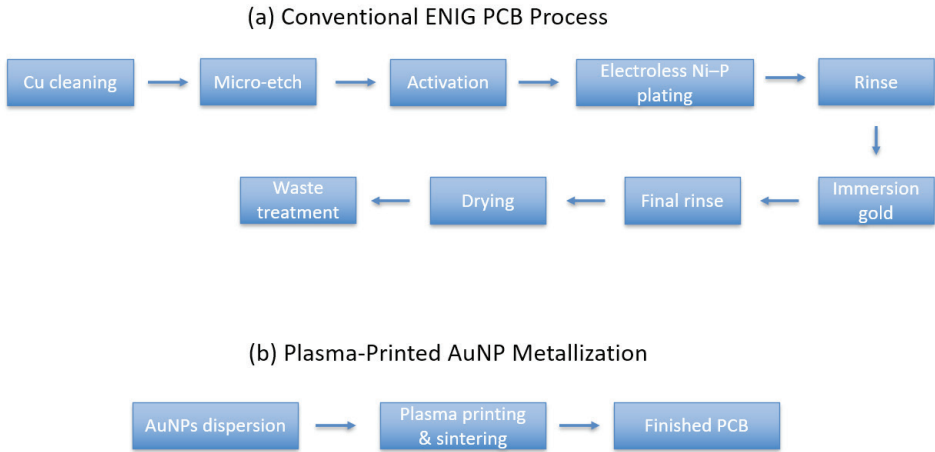 (a) Conventional ENIG PCB Process
Cu cleaning
Micro-etch
Activation
Electroless Ni–P
plating
Rinse
Immersion
gold
Final rinse
Drying
Waste
treatment
(b) Plasma-Printed AuNP Metallization
AuNPs dispersion
Plasma printing
& sintering
Finished PCB